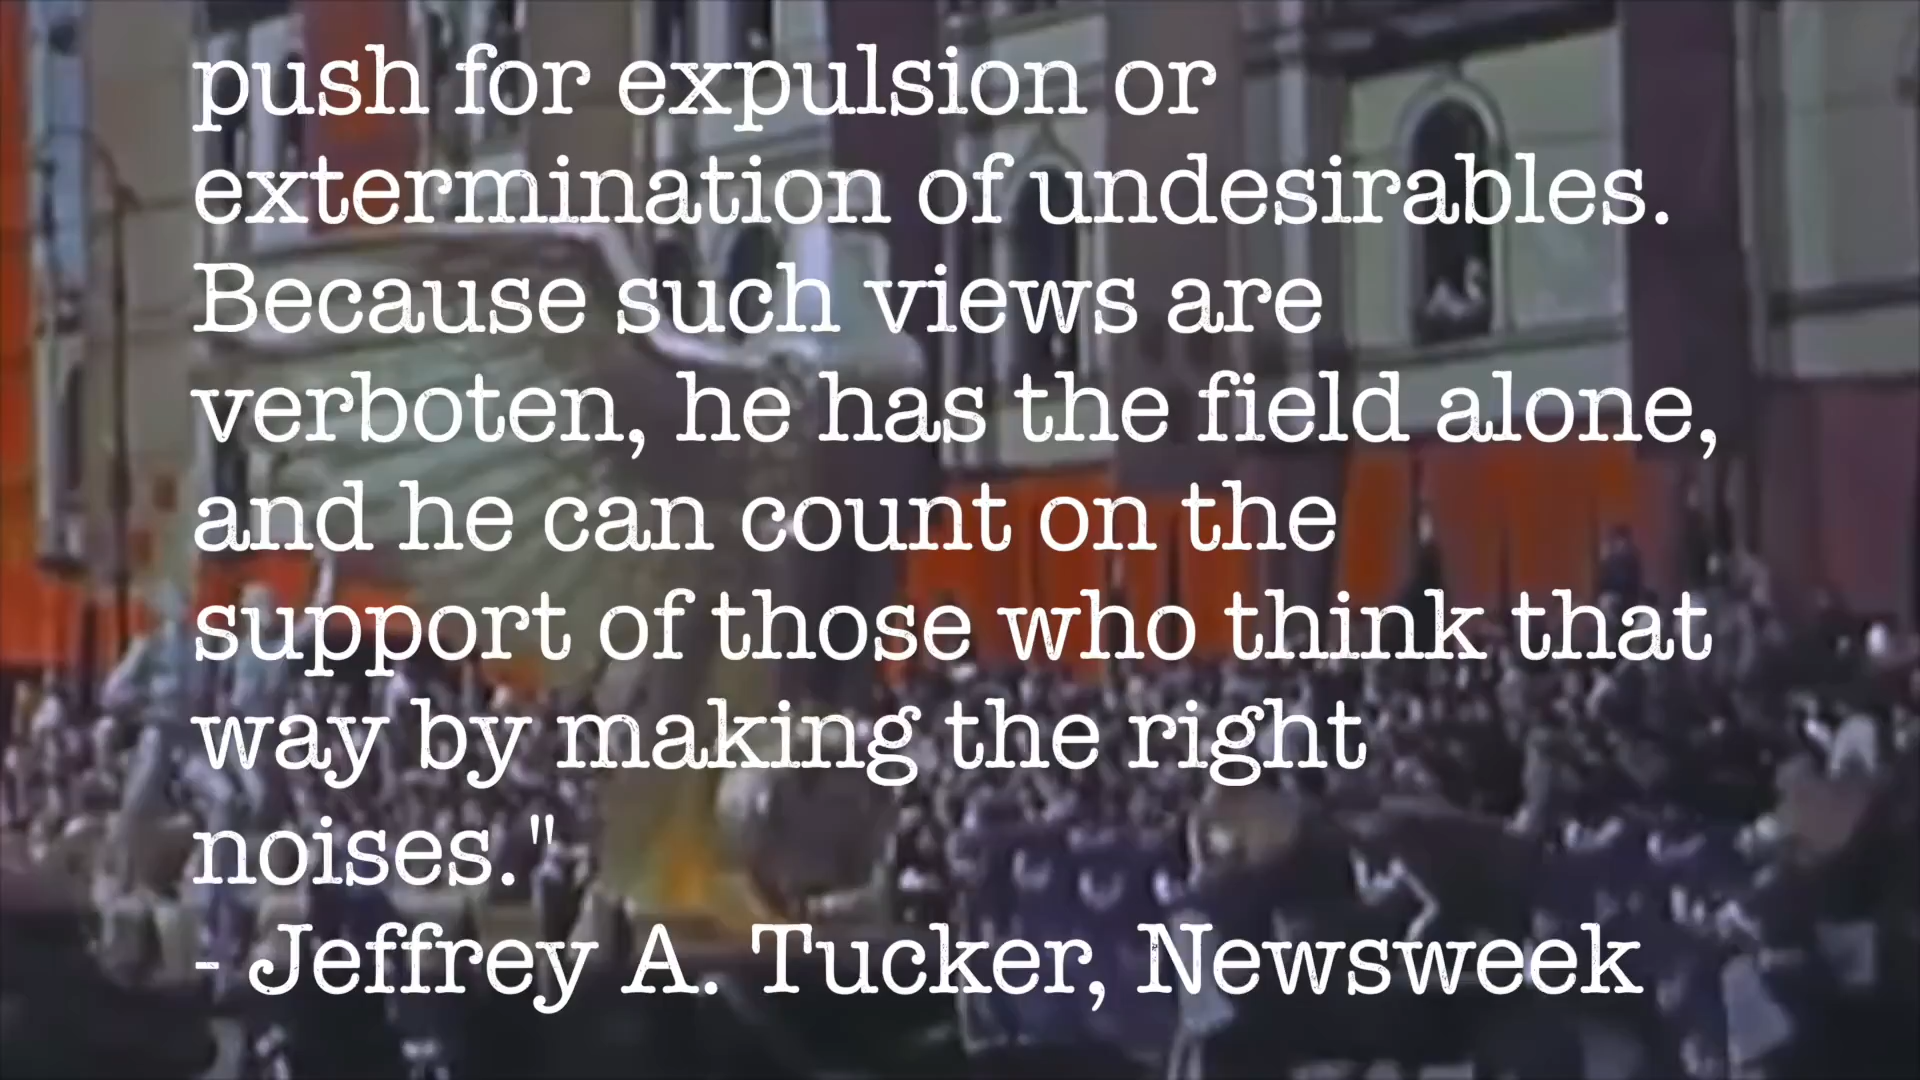 push for expulsion or
extermination of undesirables.
Because such views are
verboten, he has the field alone,
and he can count on the
support of those who think that
way by making the right
noises."
- Jeffrey A. Tucker, Newsweek